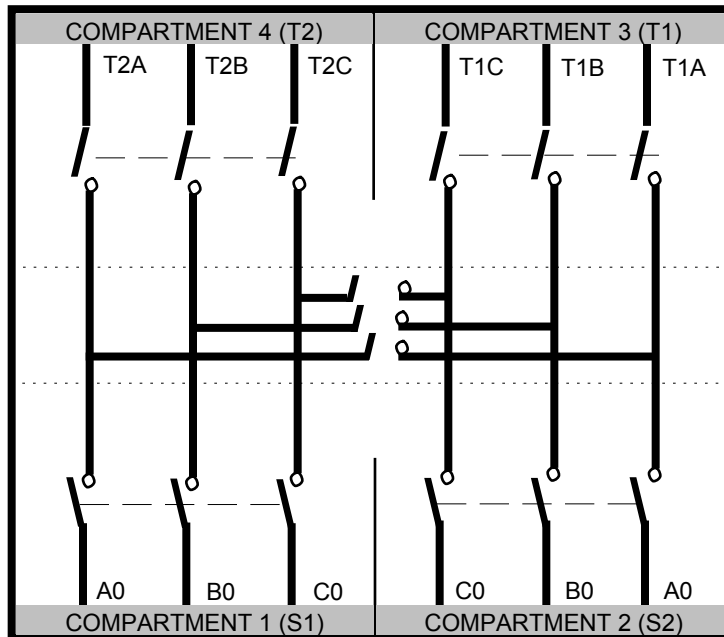 COMPARTMENT 4 (T2) COMPARTMENT 3 (T1)
T2A T2B T2C T1C T1B T1A
A0 B0 C0 C0 B0 A0
COMPARTMENT 1 (S1) COMPARTMENT 2 (S2)